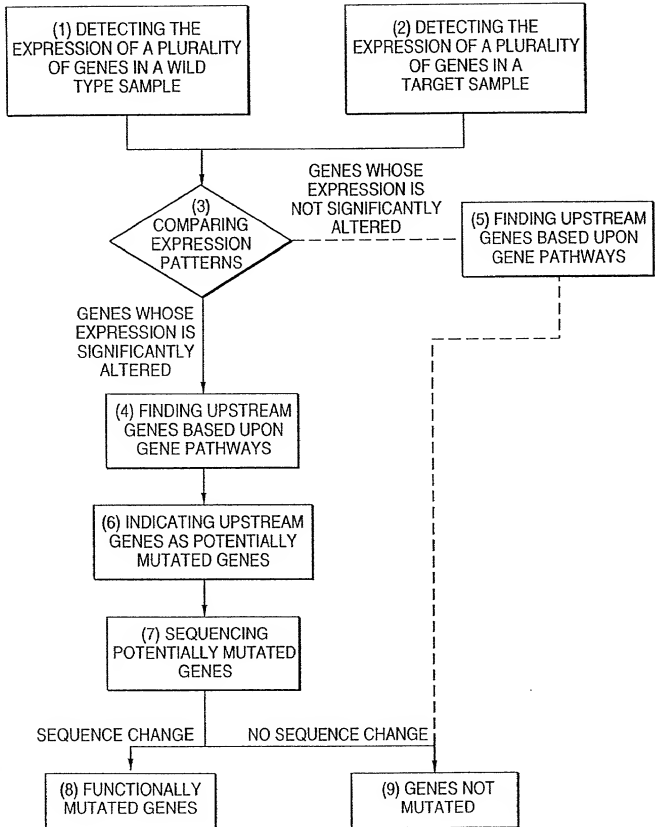 (1) DETECTING THE
EXPRESSION OF A PLURALITY
OF GENES IN A WILD
TYPE SAMPLE
(2) DETECTING THE
EXPRESSION OF A PLURALITY
OF GENES IN A
TARGET SAMPLE
(3)
COMPARING
EXPRESSION
PATTERNS
GENES WHOSE
EXPRESSION IS
NOT SIGNIFICANTLY
ALTERED
(5) FINDING UPSTREAM
GENES BASED UPON
GENE PATHWAYS
GENES WHOSE
EXPRESSION IS
SIGNIFICANTLY
ALTERED
(4) FINDING UPSTREAM
GENES BASED UPON
GENE PATHWAYS
(6) INDICATING UPSTREAM
GENES AS POTENTIALLY
MUTATED GENES
(7) SEQUENCING
POTENTIALLY MUTATED
GENES
SEQUENCE CHANGE
NO SEQUENCE CHANGE
(8) FUNCTIONALLY
MUTATED GENES
(9) GENES NOT
MUTATED